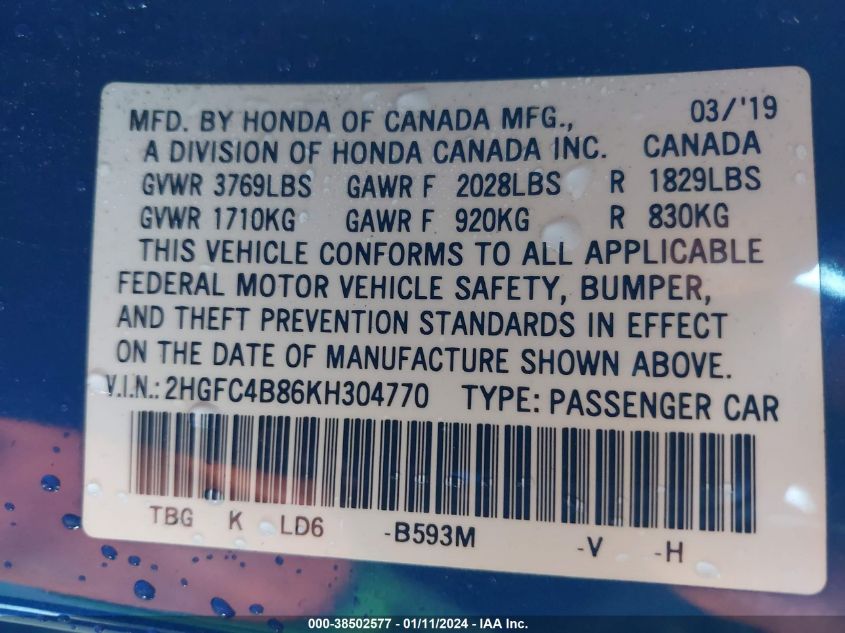 MFD. BY HONDA OF CANADA MFG., 03/'19
A DIVISION OF HONDA CANADA INC. CANADA
GVWR 3769LBS GAWR F 2028LBS R 1829LBS
GVWR 1710KG GAWR F 920KG R 830KG
THIS VEHICLE CONFORMS TO ALL APPLICABLE
FEDERAL MOTOR VEHICLE SAFETY, BUMPER,
AND THEFT PREVENTION STANDARDS IN EFFECT
ON THE DATE OF MANUFACTURE SHOWN ABOVE.
V.I.N.: 2HGFC4B86KH304770 TYPE: PASSENGER CAR
TBG K LD6 -B593M -V -H
000-38502577 - 01/11/2024 - IAA Inc.